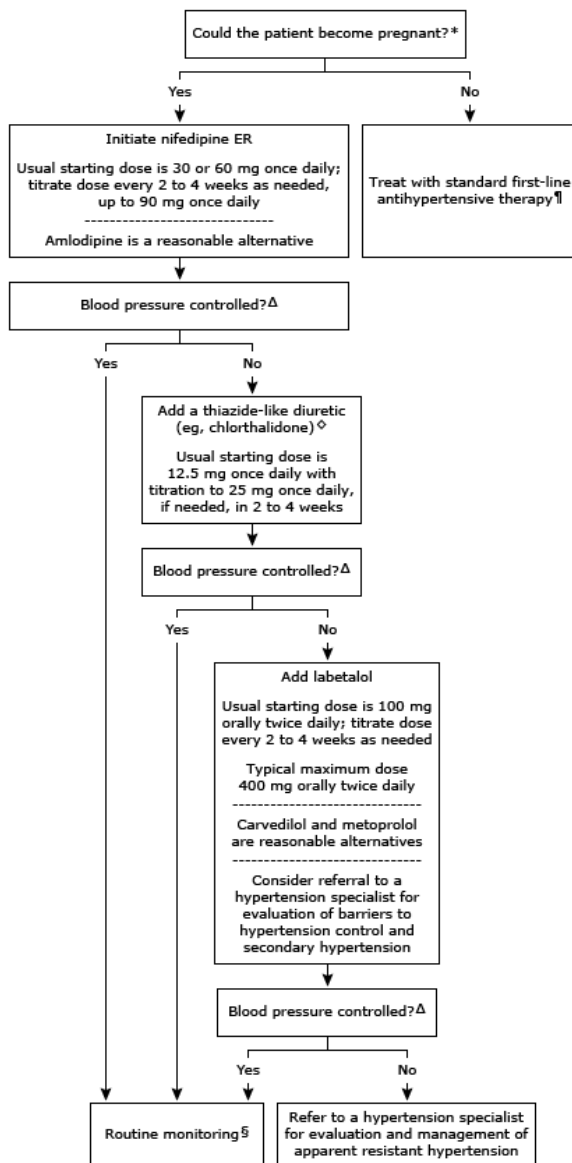 Could the patient become pregnant?*
Yes
No
Initiate nifedipine ER
Usual starting dose is 30 or 60 mg once daily;
titrate dose every 2 to 4 weeks as needed,
up to 90 mg once daily
Amlodipine is a reasonable alternative
Treat with standard first-line
antihypertensive therapy¶
Blood pressure controlled?Δ
Yes
No
Add a thiazide-like diuretic
(eg, chlorthalidone)◇
Usual starting dose is
12.5 mg once daily with
titration to 25 mg once daily,
if needed, in 2 to 4 weeks
Blood pressure controlled?Δ
Yes
No
Add labetalol
Usual starting dose is 100 mg
orally twice daily; titrate dose
every 2 to 4 weeks as needed
Typical maximum dose
400 mg orally twice daily
Carvedilol and metoprolol
are reasonable alternatives
Consider referral to a
hypertension specialist for
evaluation of barriers to
hypertension control and
secondary hypertension
Blood pressure controlled?Δ
Yes
No
Routine monitoring§
Refer to a hypertension specialist
for evaluation and management of
apparent resistant hypertension